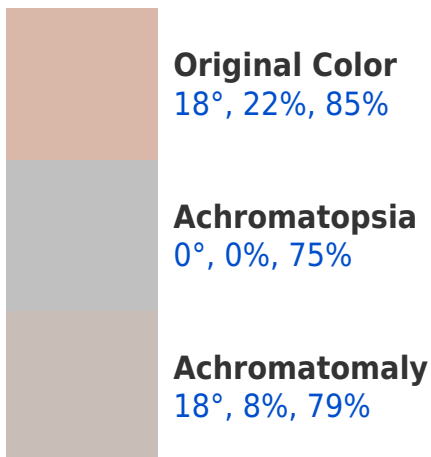 Original Color
18°, 22%, 85%
Achromatopsia
0°, 0%, 75%
Achromatomaly
18°, 8%, 79%